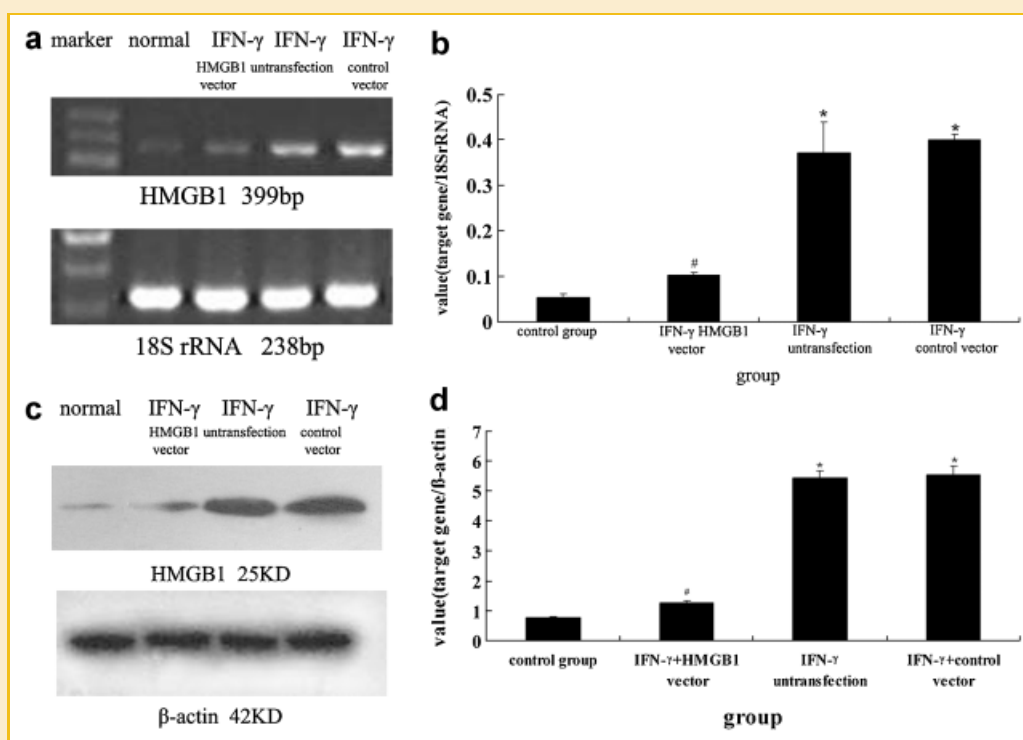 a marker normal IFN-γ IFN-γ IFN-γ
HMGB1 untransfection control
vector vector
HMGB1 399bp
18S rRNA 238bp
b
value(target gene/18SrRNA)
0.5
0.4
0.3
0.2
0.1
0
*
*
#
control group IFN-γ HMGB1 IFN-γ IFN-γ
vector untransfection control vector
group
c normal IFN-γ IFN-γ IFN-γ
HMGB1 untransfection control
vector vector
HMGB1 25KD
β-actin 42KD
d
value(target gene/ß-actin
7
6
5
4
3
2
1
0
* *
#
control group IFN-γ+HMGB1 IFN-γ IFN-γ+control
vector untransfection vector
group